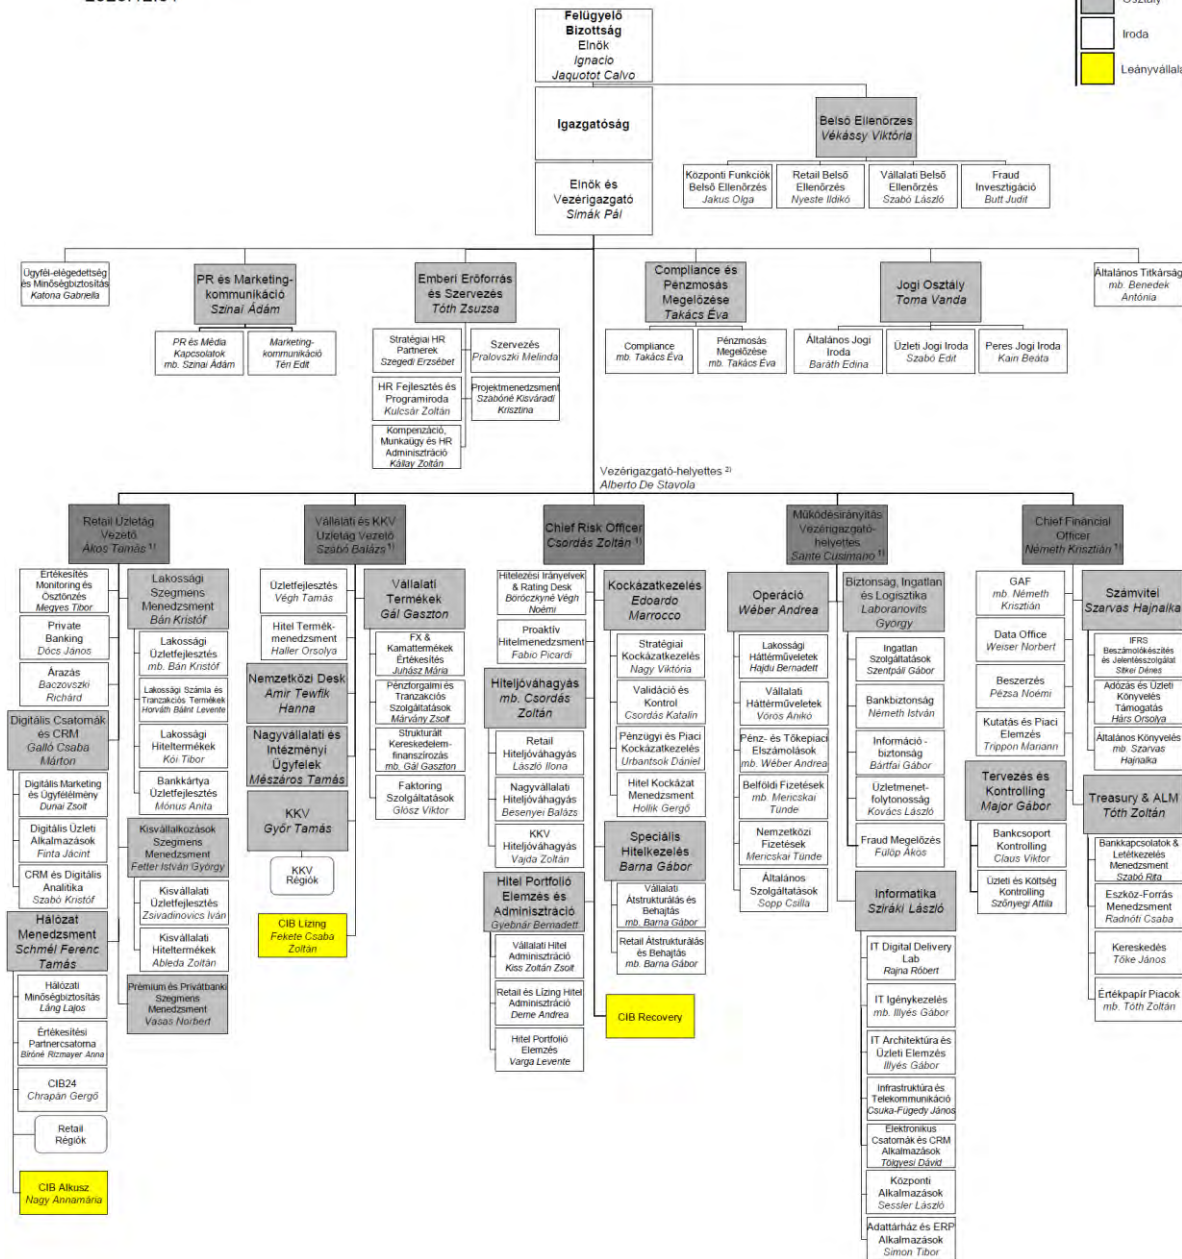 Felügyelő
Bizottság
Elnök
Ignacio
Jaquotot Calvo
Iroda
Igazgatóság
Belső Ellenőrzés
Vékássy Viktória
Elnök és
Vezérigazgató
Simák Pál
Központi Funkciók
Belső Ellenőrzés
Jakus Olga
Retail Belső
Ellenőrzés
Nyeste Ildikó
Vállalati Belső
Ellenőrzés
Szabó László
Fraud
Invesztigáció
Butt Judit
Ügyfél-elégedettség
és Minőségbiztosítás
Katona Gabriella
PR és Marketing-
kommunikáció
Szinai Ádám
Emberi Erőforrás
és Szervezés
Tóth Zsuzsa
Compliance és
Pénzmosás
Megelőzése
Takács Éva
Jogi Osztály
Toma Vanda
Általános Titkárság
mb. Benedek
Antónia
PR és Média
Kapcsolatok
mb. Szinai Ádám
Marketing-
kommunikáció
Téri Edit
Stratégiai HR
Partnerek
Szegedi Erzsébet
Szervezés
Pralovszki Melinda
HR Fejlesztés és
Programiroda
Kulcsár Zoltán
Projektmenedzsment
Szabóné Kisváradi
Krisztina
Kompenzáció,
Munkaügy és HR
Adminisztráció
Kállay Zoltán
Compliance
mb. Takács Éva
Pénzmosás
Megelőzése
mb. Takács Éva
Általános Jogi
Iroda
Baráth Edina
Üzleti Jogi Iroda
Szabó Edit
Peres Jogi Iroda
Kain Beáta
Vezérigazgató-helyettes 2)
Alberto De Stavola
Retail Üzletág
Vezető
Ákos Tamás 1)
Vállalati és KKV
Üzletág Vezető
Szabó Balázs 1)
Chief Risk Officer
Csordás Zoltán 1)
Működésirányítás
Vezérigazgató-
helyettes
Sante Cusimano 1)
Chief Financial
Officer
Németh Krisztián 1)
Értékesítés
Monitoring és
Ösztönzés
Megyes Tibor
Private
Banking
Dócs János
Árazás
Baczovszki
Richárd
Digitális Csatornák
és CRM
Galló Csaba
Márton
Digitális Marketing
és Ügyfélélmény
Dunai Zsolt
Digitális Üzleti
Alkalmazások
Finta Jácint
CRM és Digitális
Analitika
Szabó Kristóf
Hálózat
Menedzsment
Schmél Ferenc
Tamás
Hálózati
Minőségbiztosítás
Láng Lajos
Értékesítési
Partnercsatorna
Bíróné Rizmayer Anna
CIB24
Chrapán Gergő
Retail
Régiók
CIB Alkusz
Nagy Annamária
Lakossági
Szegmens
Menedzsment
Bán Kristóf
Lakossági
Üzletfejlesztés
mb. Bán Kristóf
Lakossági Számla és
Tranzakciós Termékek
Horváth Bálint Levente
Lakossági
Hiteltermékek
Kói Tibor
Bankkártya
Üzletfejlesztés
Mónus Anita
Kisvállalkozások
Szegmens
Menedzsment
Fetter István György
Kisvállalati
Üzletfejlesztés
Zsivadinovics Iván
Kisvállalati
Hiteltermékek
Ableda Zoltán
Prémium és Privátbanki
Szegmens
Menedzsment
Vasas Norbert
Üzletfejlesztés
Végh Tamás
Hitel Termék-
menedzsment
Haller Orsolya
Nemzetközi Desk
Amir Tewfik
Hanna
Nagyvállalati és
Intézményi
Ügyfelek
Mészáros Tamás
KKV
Győr Tamás
KKV
Régiók
CIB Lízing
Fekete Csaba
Zoltán
Vállalati
Termékek
Gál Gaszton
FX &
Kamattermékek
Értékesítés
Juhász Mária
Pénzforgalmi és
Tranzakciós
Szolgáltatások
Márvány Zsolt
Strukturált
Kereskedelem-
finanszírozás
mb. Gál Gaszton
Faktoring
Szolgáltatások
Glósz Viktor
Hitelezési Irányelvek
& Rating Desk
Böröczkyné Végh
Noémi
Proaktív
Hitelmenedzsment
Fabio Picardi
Hiteljóváhagyás
mb. Csordás
Zoltán
Retail
Hiteljóváhagyás
László Ilona
Nagyvállalati
Hiteljóváhagyás
Besenyei Balázs
KKV
Hiteljóváhagyás
Vajda Zoltán
Hitel Portfolió
Elemzés és
Adminisztráció
Gyebnár Bernadett
Vállalati Hitel
Adminisztráció
Kiss Zoltán Zsolt
Retail és Lízing Hitel
Adminisztráció
Deme Andrea
Hitel Portfolió
Elemzés
Varga Levente
Kockázatkezelés
Edoardo
Marrocco
Stratégiai
Kockázatkezelés
Nagy Viktória
Validáció és
Kontrol
Csordás Katalin
Pénzügyi és Piaci
Kockázatkezelés
Urbantsok Dániel
Hitel Kockázat
Menedzsment
Hollik Gergő
Speciális
Hitelkezelés
Barna Gábor
Vállalati
Átstrukturálás és
Behajtás
mb. Barna Gábor
Retail Átstrukturálás
és Behajtás
mb. Barna Gábor
CIB Recovery
Operáció
Wéber Andrea
Lakossági
Háttérműveletek
Hajdu Bernadett
Vállalati
Háttérműveletek
Vörös Anikó
Pénz- és Tőkepiaci
Elszámolások
mb. Wéber Andrea
Belföldi Fizetések
mb. Mericskai
Tünde
Nemzetközi
Fizetések
Mericskai Tünde
Általános
Szolgáltatások
Sopp Csilla
Biztonság, Ingatlan
és Logisztika
Laboranovits
György
Ingatlan
Szolgáltatások
Szentpáli Gábor
Bankbiztonság
Németh István
Információ -
biztonság
Bártfai Gábor
Üzletmenet-
folytonosság
Kovács László
Fraud Megelőzés
Fülöp Ákos
Informatika
Sziráki László
IT Digital Delivery
Lab
Rajna Róbert
IT Igénykezelés
mb. Illyés Gábor
IT Architektúra és
Üzleti Elemzés
Illyés Gábor
Infrastruktúra és
Telekommunikáció
Csuka-Fügedy János
Elektronikus
Csatornák és CRM
Alkalmazások
Tölgyesi Dávid
Központi
Alkalmazások
Sessler László
Adattárház és ERP
Alkalmazások
Simon Tibor
GAF
mb. Németh
Krisztián
Data Office
Weiser Norbert
Beszerzés
Pézsa Noémi
Kutatás és Piaci
Elemzés
Trippon Mariann
Tervezés és
Kontrolling
Major Gábor
Bankcsoport
Kontrolling
Claus Viktor
Üzleti és Költség
Kontrolling
Szőnyegi Attila
Számvitel
Szarvas Hajnalka
IFRS
Beszámolókészítés
és Jelentésszolgálat
Sitkei Dénes
Adózás és Üzleti
Könyvelés
Támogatás
Hárs Orsolya
Általános Könyvelés
mb. Szarvas
Hajnalka
Treasury & ALM
Tóth Zoltán
Bankkapcsolatok &
Letétkezelés
Menedzsment
Szabó Rita
Eszköz-Forrás
Menedzsment
Radnóti Csaba
Kereskedés
Tőke János
Értékpapír Piacok
mb. Tóth Zoltán